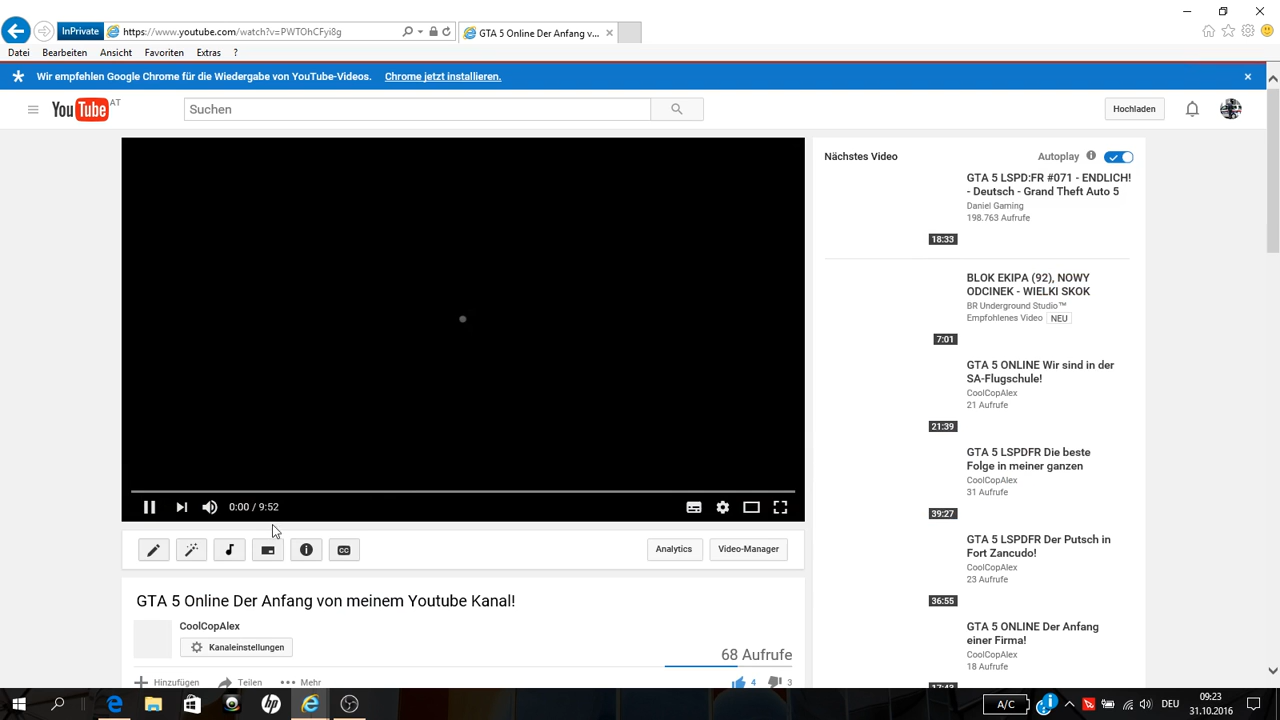 InPrivate
https://www.youtube.com/watch?v=PWTOhCFyi8g
GTA 5 Online Der Anfang v...
Datei Bearbeiten Ansicht Favoriten Extras ?
Wir empfehlen Google Chrome für die Wiedergabe von YouTube-Videos. Chrome jetzt installieren.
YouTube AT
Suchen
Hochladen
Nächstes Video
Autoplay
GTA 5 LSPD:FR #071 - ENDLICH!
- Deutsch - Grand Theft Auto 5
Daniel Gaming
198.763 Aufrufe
18:33
BLOK EKIPA (92), NOWY
ODCINEK - WIELKI SKOK
BR Underground Studio™
Empfohlenes Video NEU
7:01
GTA 5 ONLINE Wir sind in der
SA-Flugschule!
CoolCopAlex
21 Aufrufe
21:39
GTA 5 LSPDFR Die beste
Folge in meiner ganzen
CoolCopAlex
31 Aufrufe
39:27
GTA 5 LSPDFR Der Putsch in
Fort Zancudo!
CoolCopAlex
23 Aufrufe
36:55
GTA 5 ONLINE Der Anfang
einer Firma!
CoolCopAlex
18 Aufrufe
17:43
0:00 / 9:52
CC
Analytics
Video-Manager
GTA 5 Online Der Anfang von meinem Youtube Kanal!
CoolCopAlex
Kanaleinstellungen
68 Aufrufe
Hinzufügen Teilen Mehr
4 3
hp
A/C
DEU
09:23
31.10.2016